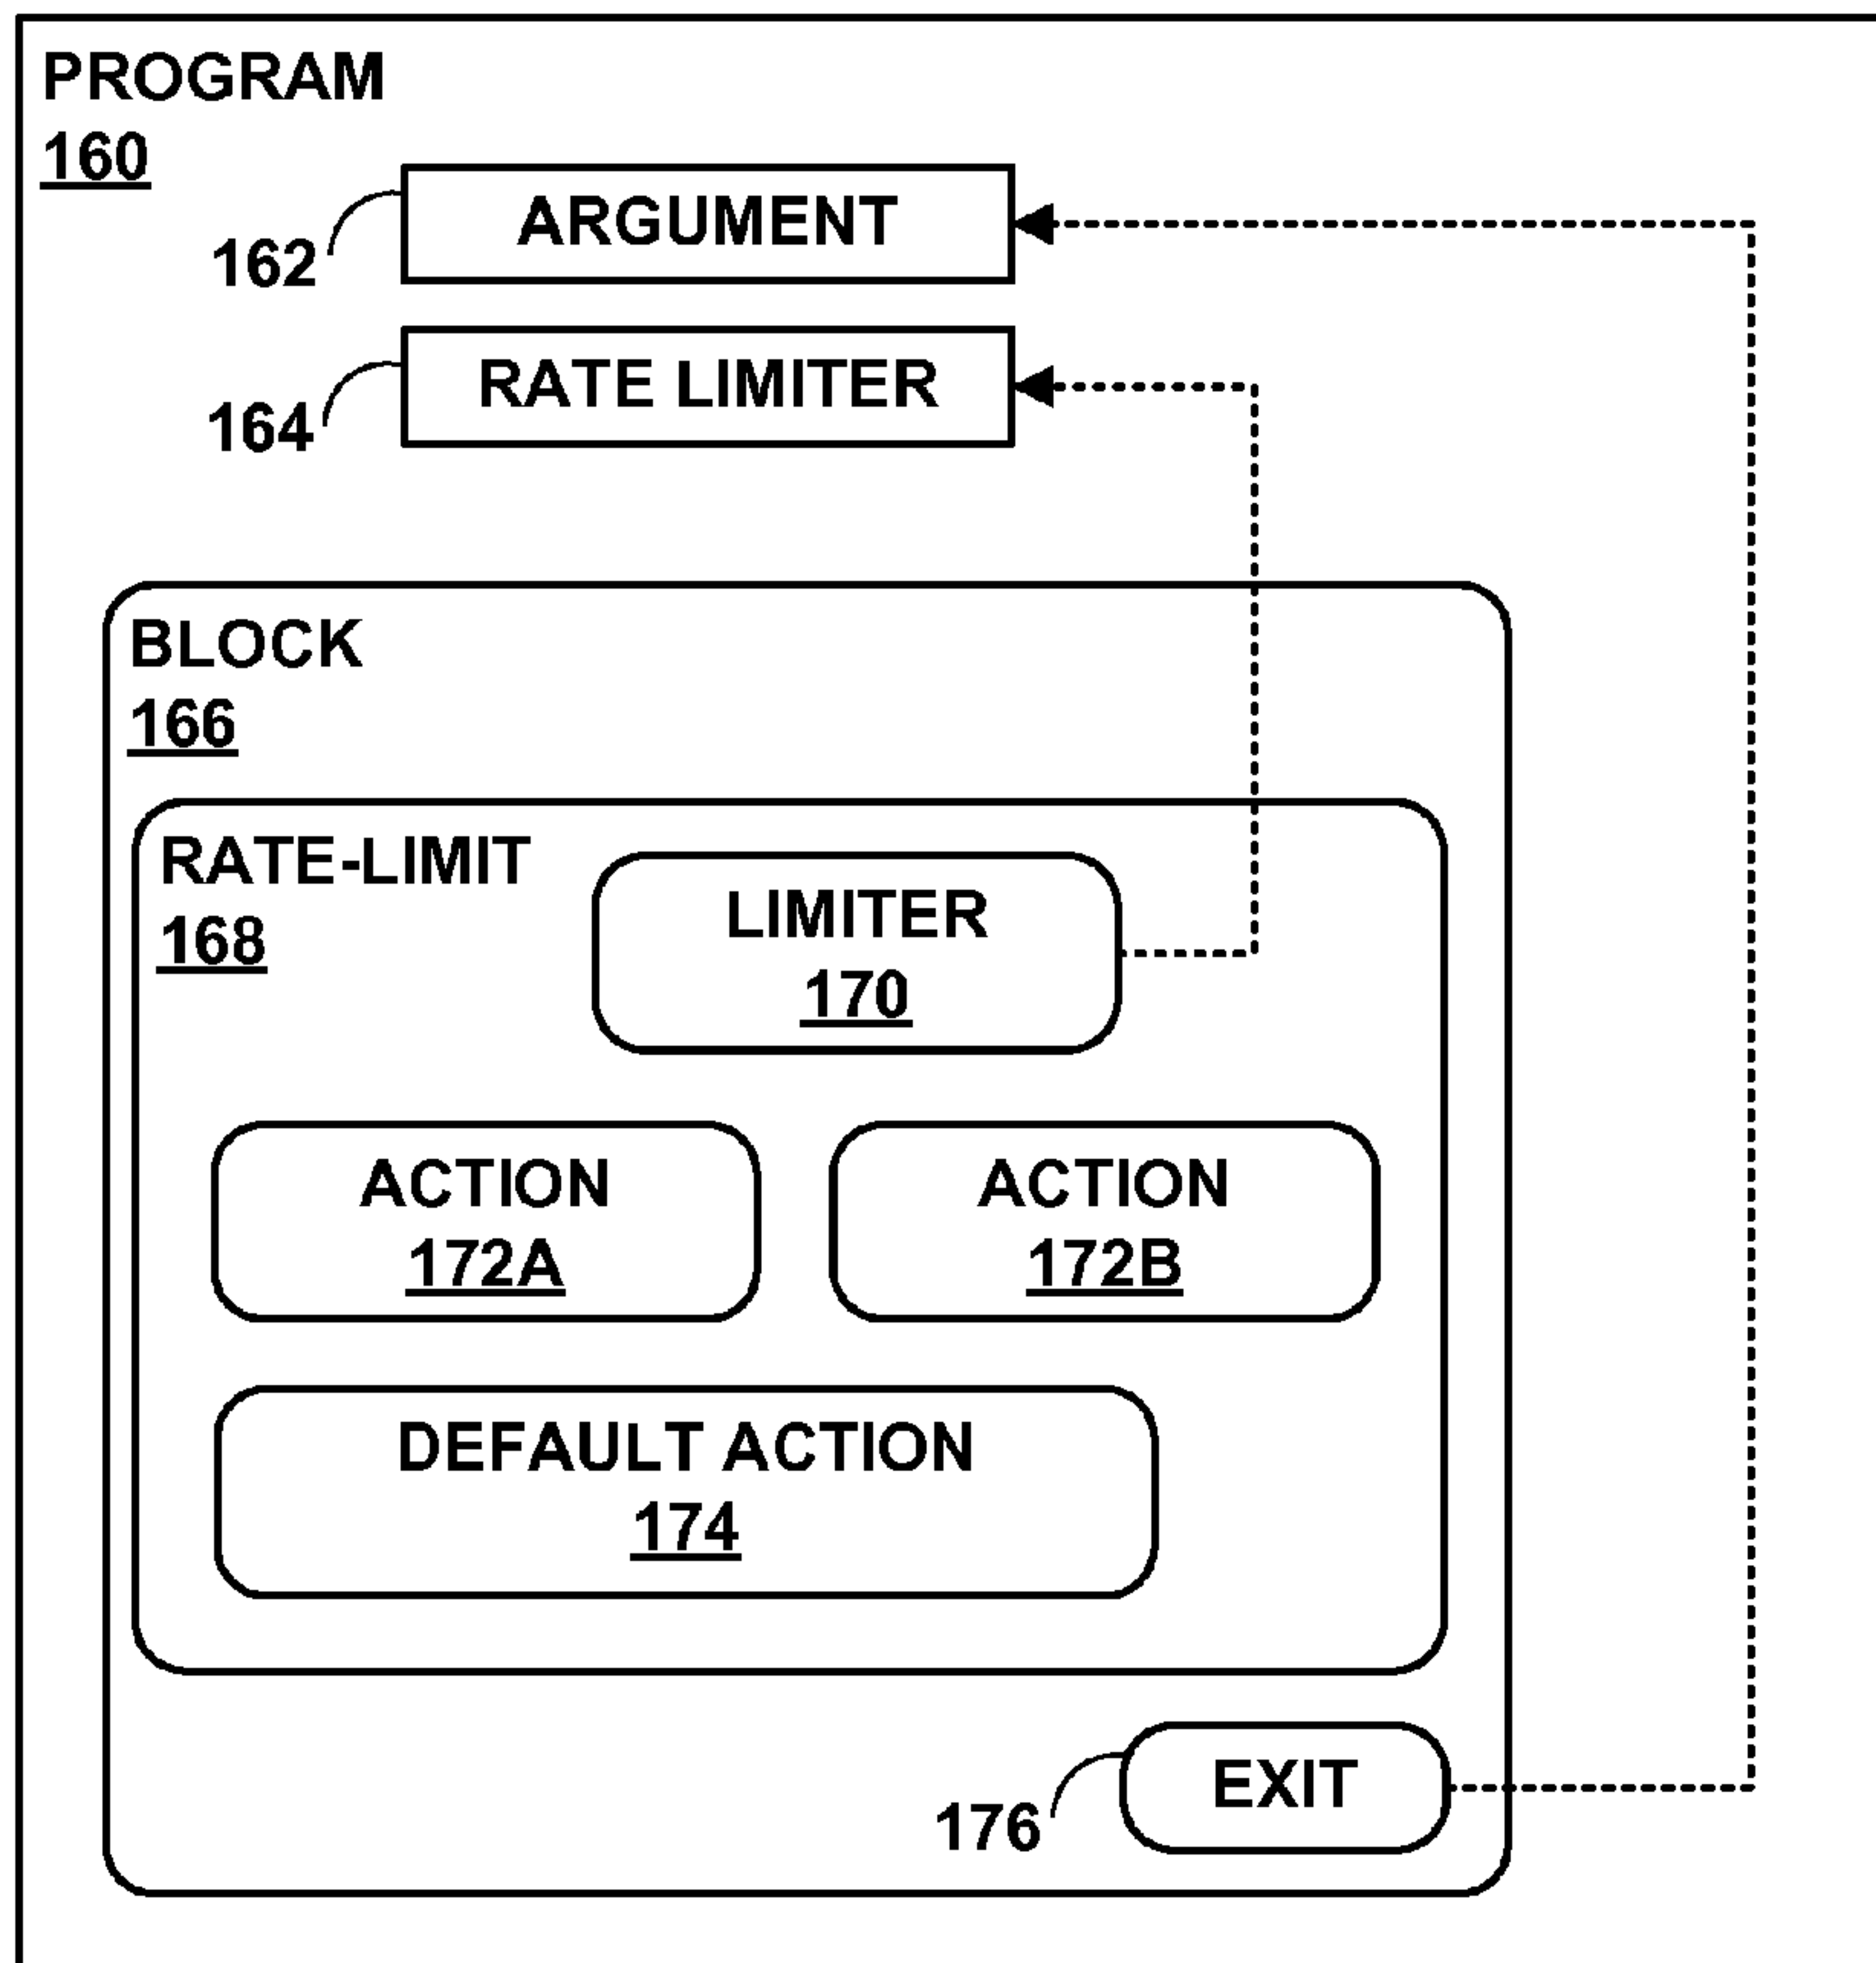 PROGRAM
160
ARGUMENT
162
RATE LIMITER
164
BLOCK
166
RATE-LIMIT
168
LIMITER
170
ACTION
172A
ACTION
172B
DEFAULT ACTION
174
EXIT
176